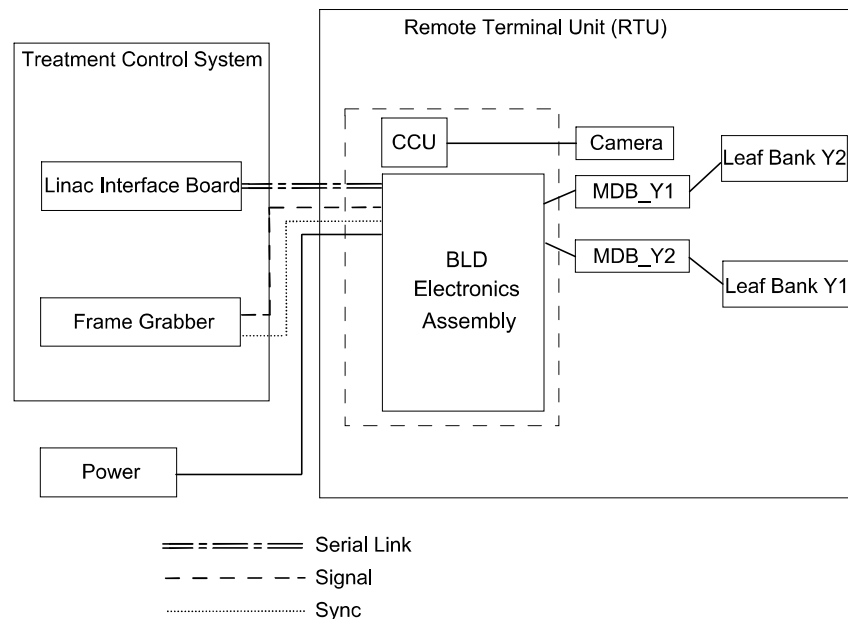 Remote Terminal Unit (RTU)
Treatment Control System
CCU
Camera
Leaf Bank Y2
Linac Interface Board
MDB_Y1
MDB_Y2
BLD
Electronics
Assembly
Leaf Bank Y1
Frame Grabber
Power
Serial Link
Signal
Sync